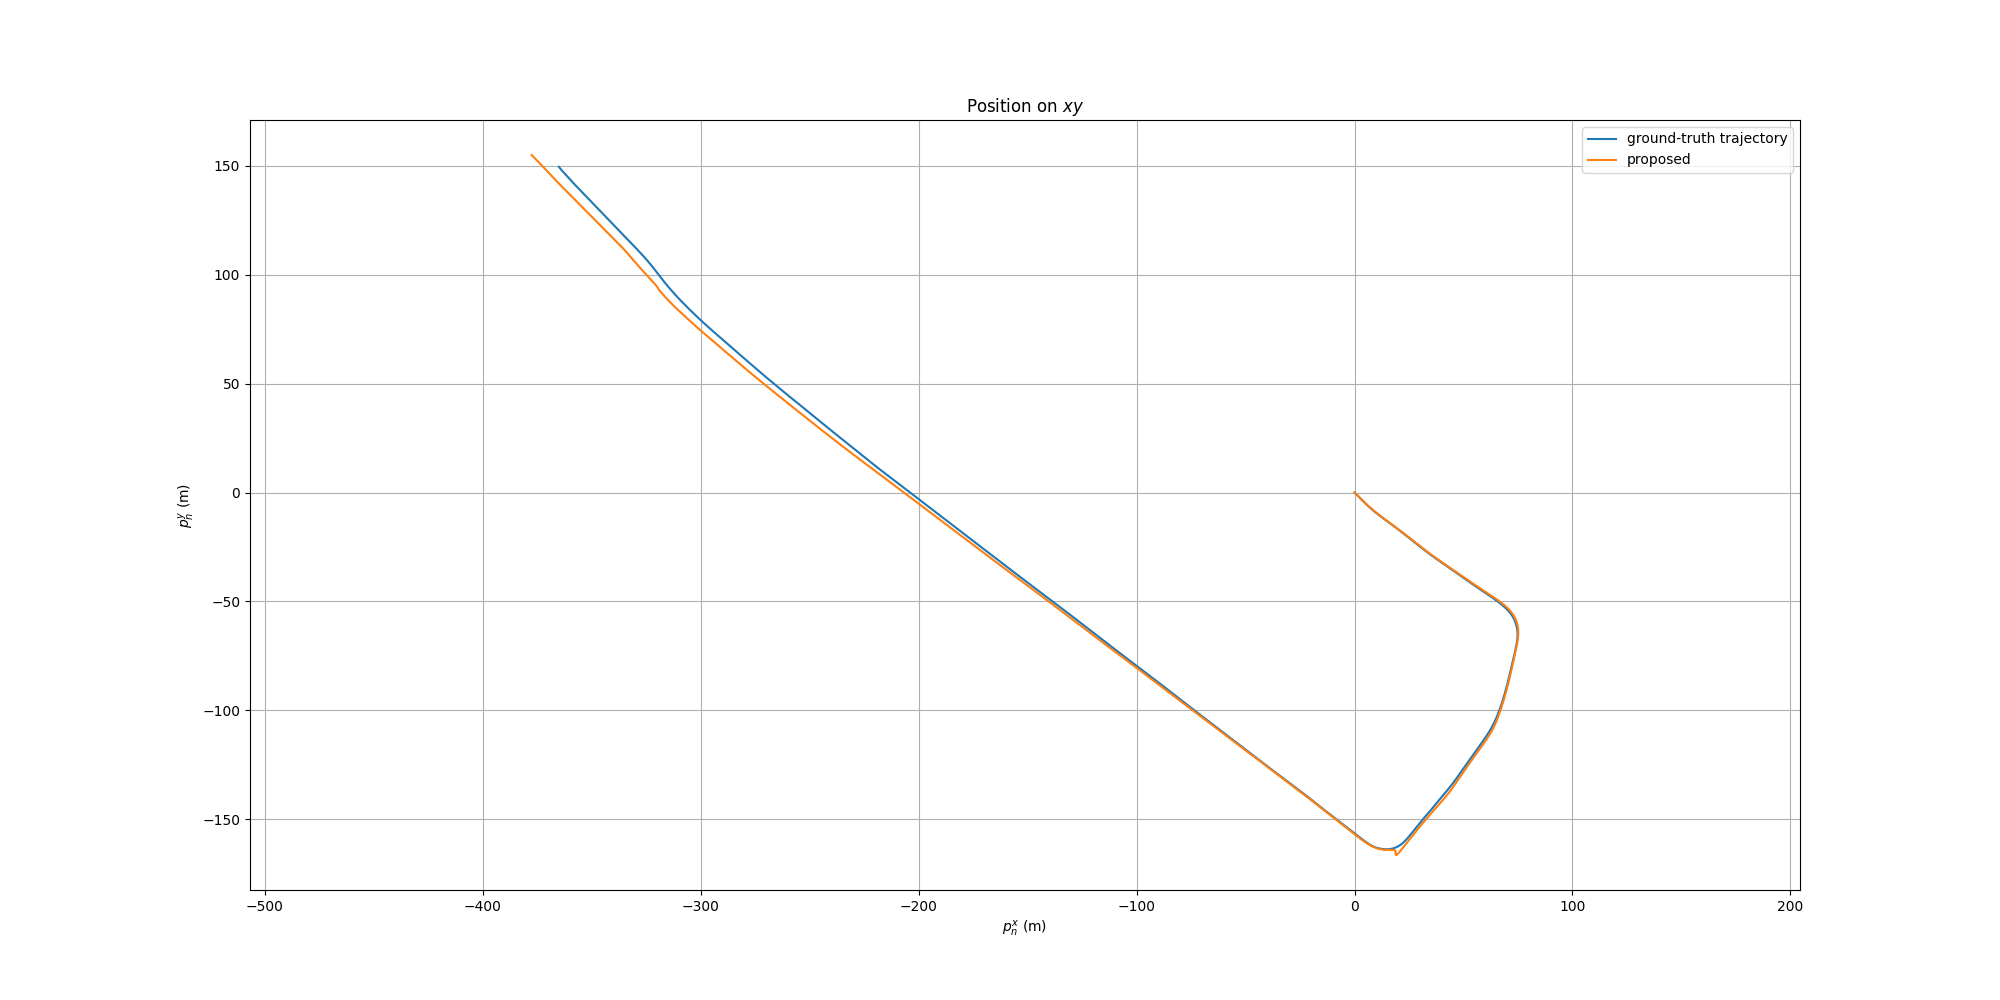 Position on xy
ground-truth trajectory
proposed
150
100
50
0
−50
−100
−150
p_n^y (m)
−500 −400 −300 −200 −100 0 100 200
p_n^x (m)